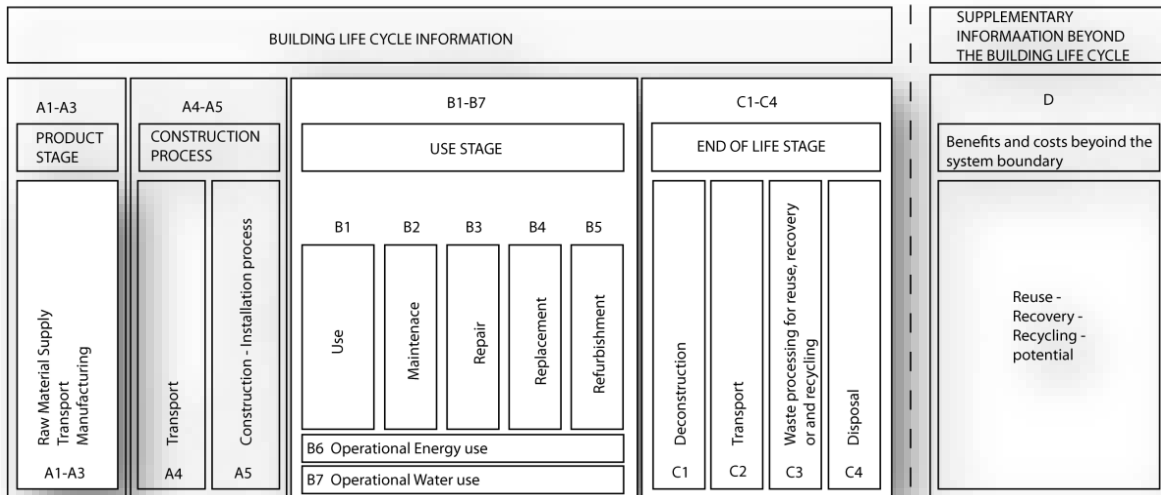 BUILDING LIFE CYCLE INFORMATION
SUPPLEMENTARY
INFORMAATION BEYOND
THE BUILDING LIFE CYCLE
A1-A3
PRODUCT
STAGE
Raw Material Supply
Transport
Manufacturing
A1-A3
A4-A5
CONSTRUCTION
PROCESS
Transport
A4
Construction - Installation process
A5
B1-B7
USE STAGE
B1
Use
B2
Maintenace
B3
Repair
B4
Replacement
B5
Refurbishment
B6 Operational Energy use
B7 Operational Water use
C1-C4
END OF LIFE STAGE
Deconstruction
C1
Transport
C2
Waste processing for reuse, recovery
or and recycling
C3
Disposal
C4
D
Benefits and costs beyoind the
system boundary
Reuse -
Recovery -
Recycling -
potential